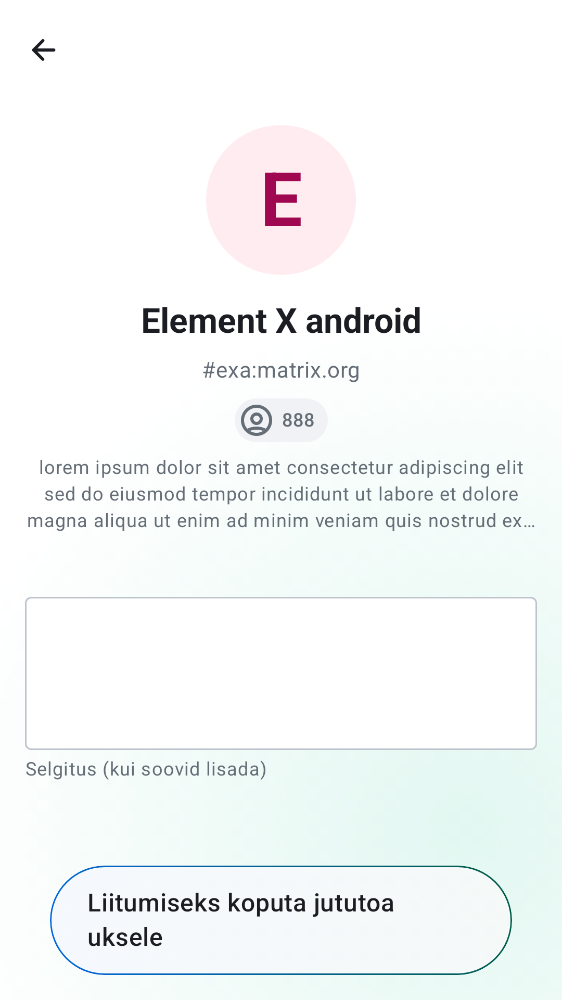 E
Element X android
#exa:matrix.org
888
lorem ipsum dolor sit amet consectetur adipiscing elit
sed do eiusmod tempor incididunt ut labore et dolore
magna aliqua ut enim ad minim veniam quis nostrud ex…
Selgitus (kui soovid lisada)
Liitumiseks koputa jututoa
uksele